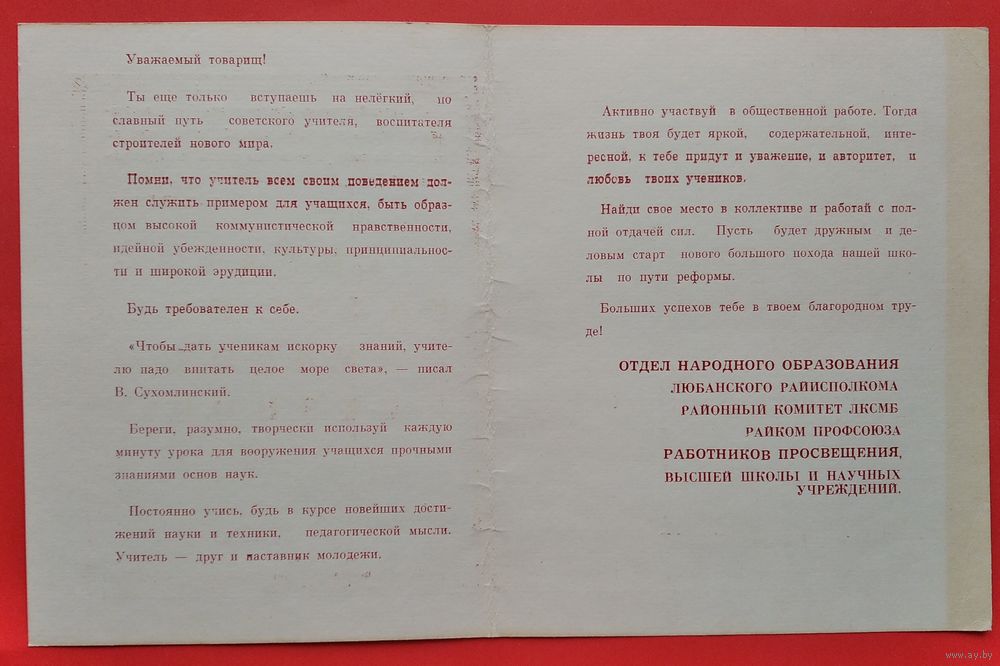 Уважаемый товарищ!
Ты еще только вступаешь на нелёгкий, но
славный путь советского учителя, воспитателя
строителей нового мира.
Помни, что учитель всем своим поведением дол-
жен служить примером для учащихся, быть образ-
цом высокой коммунистической нравственности,
идейной убежденности, культуры, принципиальнос-
ти и широкой эрудиции.
Будь требователен к себе.
«Чтобы дать ученикам искорку знаний, учите-
лю надо впитать целое море света», — писал
В. Сухомлинский.
Береги, разумно, творчески используй каждую
минуту урока для вооружения учащихся прочными
знаниями основ наук.
Постоянно учись, будь в курсе новейших дости-
жений науки и техники, педагогической мысли.
Учитель — друг и наставник молодежи.
Активно участвуй в общественной работе. Тогда
жизнь твоя будет яркой, содержательной, инте-
ресной, к тебе придут и уважение, и авторитет, и
любовь твоих учеников.
Найди свое место в коллективе и работай с пол-
ной отдачей сил. Пусть будет дружным и де-
ловым старт нового большого похода нашей шко-
лы по пути реформы.
Больших успехов тебе в твоем благородном тру-
де!
ОТДЕЛ НАРОДНОГО ОБРАЗОВАНИЯ
ЛЮБАНСКОГО РАЙИСПОЛКОМА
РАЙОННЫЙ КОМИТЕТ ЛКСМБ
РАЙКОМ ПРОФСОЮЗА
РАБОТНИКОВ ПРОСВЕЩЕНИЯ,
ВЫСШЕЙ ШКОЛЫ И НАУЧНЫХ
УЧРЕЖДЕНИЙ.
www.ay.by